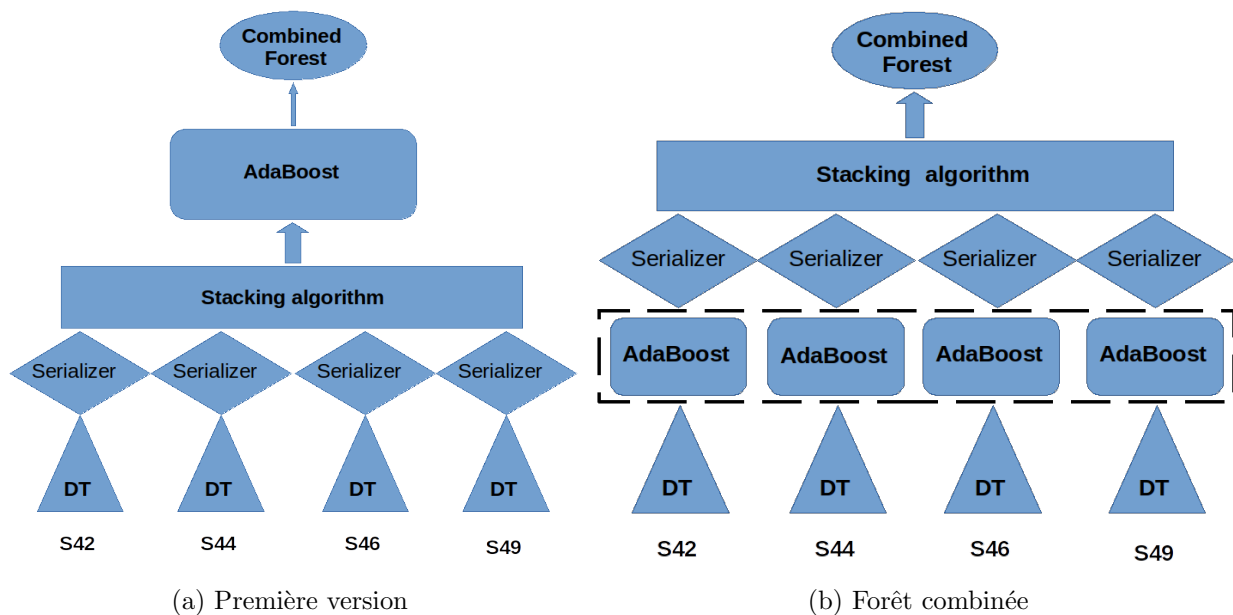 Combined
Forest
AdaBoost
Stacking algorithm
Serializer Serializer Serializer Serializer
DT DT DT DT
S42 S44 S46 S49
(a) Première version
Combined
Forest
Stacking algorithm
Serializer Serializer Serializer Serializer
AdaBoost AdaBoost AdaBoost AdaBoost
DT DT DT DT
S42 S44 S46 S49
(b) Forêt combinée